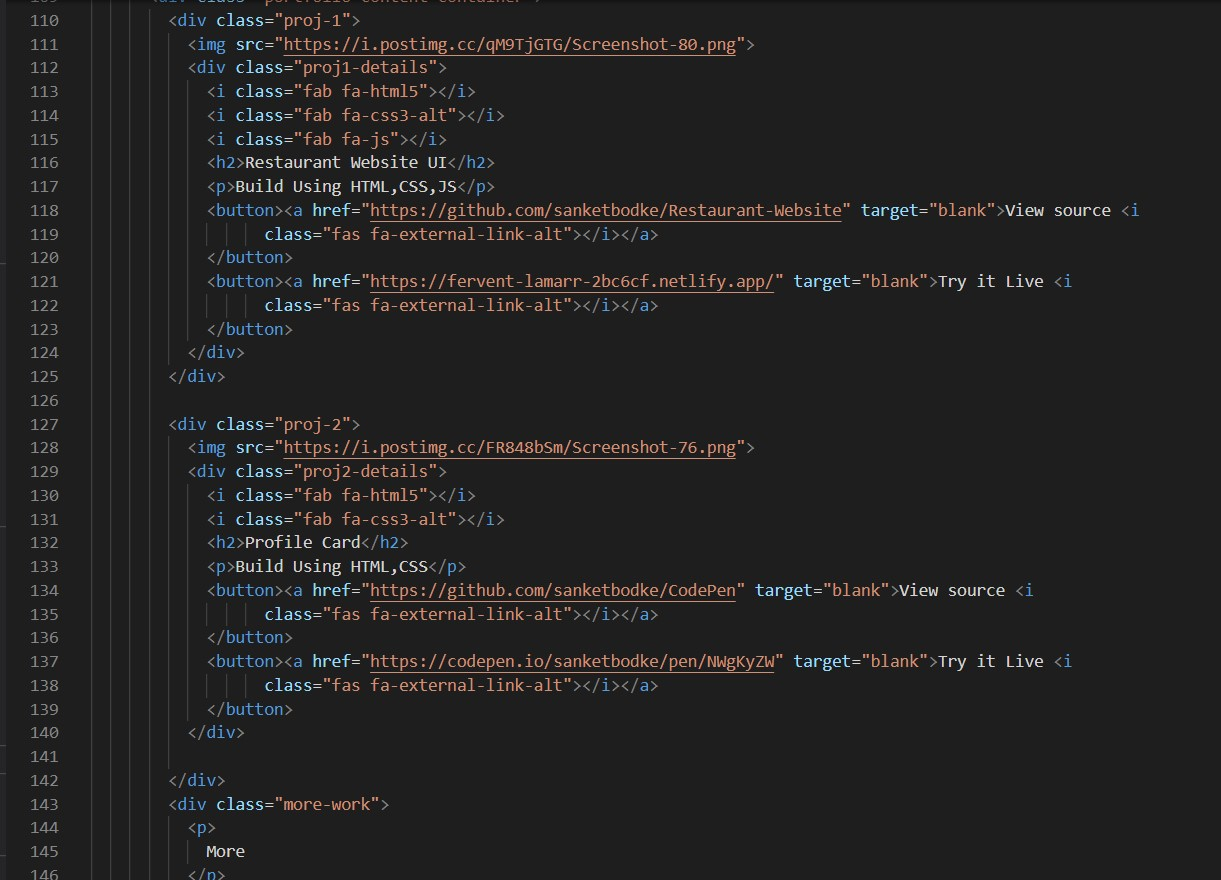 109 <div class="portfolio-content-container">
110 <div class="proj-1">
111 <img src="https://i.postimg.cc/qM9TjGTG/Screenshot-80.png">
112 <div class="proj1-details">
113 <i class="fab fa-html5"></i>
114 <i class="fab fa-css3-alt"></i>
115 <i class="fab fa-js"></i>
116 <h2>Restaurant Website UI</h2>
117 <p>Build Using HTML,CSS,JS</p>
118 <button><a href="https://github.com/sanketbodke/Restaurant-Website" target="blank">View source <i
119 class="fas fa-external-link-alt"></i></a>
120 </button>
121 <button><a href="https://fervent-lamarr-2bc6cf.netlify.app/" target="blank">Try it Live <i
122 class="fas fa-external-link-alt"></i></a>
123 </button>
124 </div>
125 </div>
126
127 <div class="proj-2">
128 <img src="https://i.postimg.cc/FR848bSm/Screenshot-76.png">
129 <div class="proj2-details">
130 <i class="fab fa-html5"></i>
131 <i class="fab fa-css3-alt"></i>
132 <h2>Profile Card</h2>
133 <p>Build Using HTML,CSS</p>
134 <button><a href="https://github.com/sanketbodke/CodePen" target="blank">View source <i
135 class="fas fa-external-link-alt"></i></a>
136 </button>
137 <button><a href="https://codepen.io/sanketbodke/pen/NWgKyZW" target="blank">Try it Live <i
138 class="fas fa-external-link-alt"></i></a>
139 </button>
140 </div>
141
142 </div>
143 <div class="more-work">
144 <p>
145 More
146 </p>